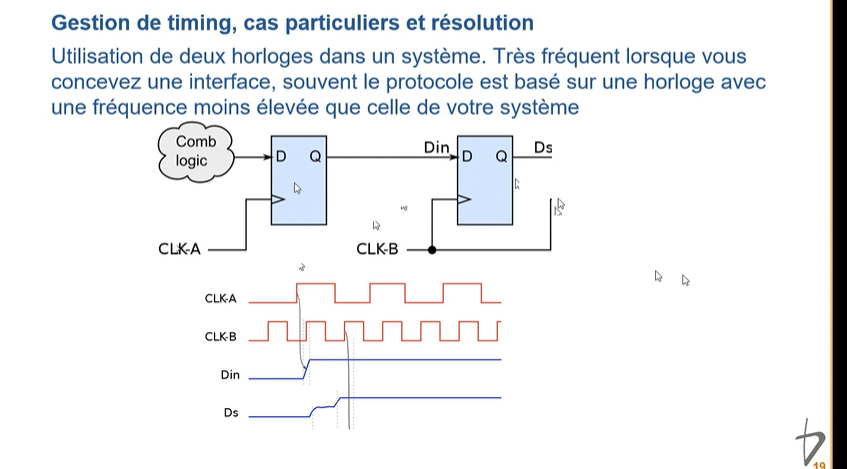 Gestion de timing, cas particuliers et résolution
Utilisation de deux horloges dans un système. Très fréquent lorsque vous
concevez une interface, souvent le protocole est basé sur une horloge avec
une fréquence moins élevée que celle de votre système
Comb
logic
D Q
Din
D Q
Ds
CLK-A
CLK-B
CLK-A
CLK-B
Din
Ds
19